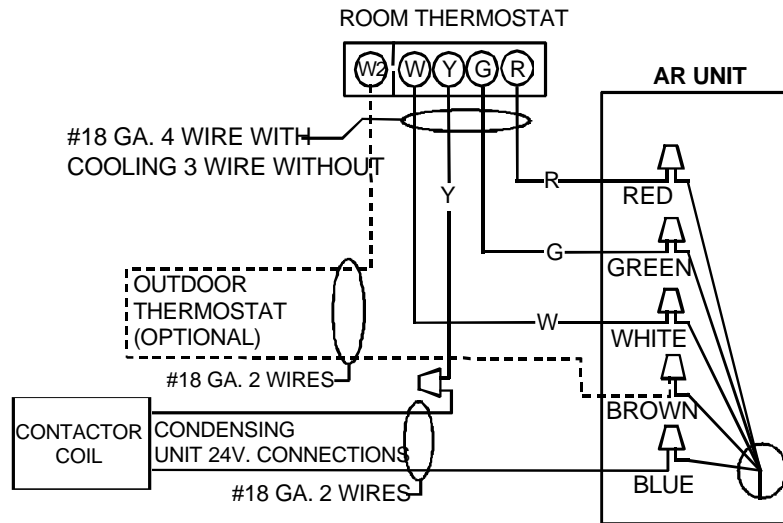 ROOM THERMOSTAT
W2 W Y G R
AR UNIT
#18 GA. 4 WIRE WITH
COOLING 3 WIRE WITHOUT
R
RED
Y
G
GREEN
OUTDOOR
THERMOSTAT
(OPTIONAL)
W
WHITE
#18 GA. 2 WIRES
BROWN
CONTACTOR
COIL
CONDENSING
UNIT 24V. CONNECTIONS
BLUE
#18 GA. 2 WIRES